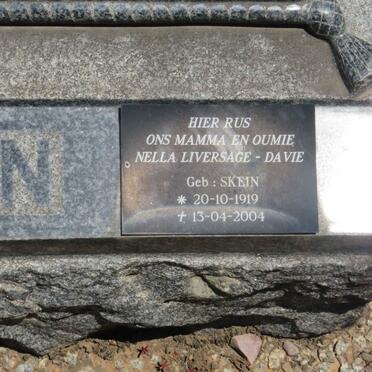 HIER RUS
ONS MAMMA EN OUMIE
NELLA LIVERSAGE - DAVIE
Geb : SKEIN
* 20-10-1919
✝ 13-04-2004
N